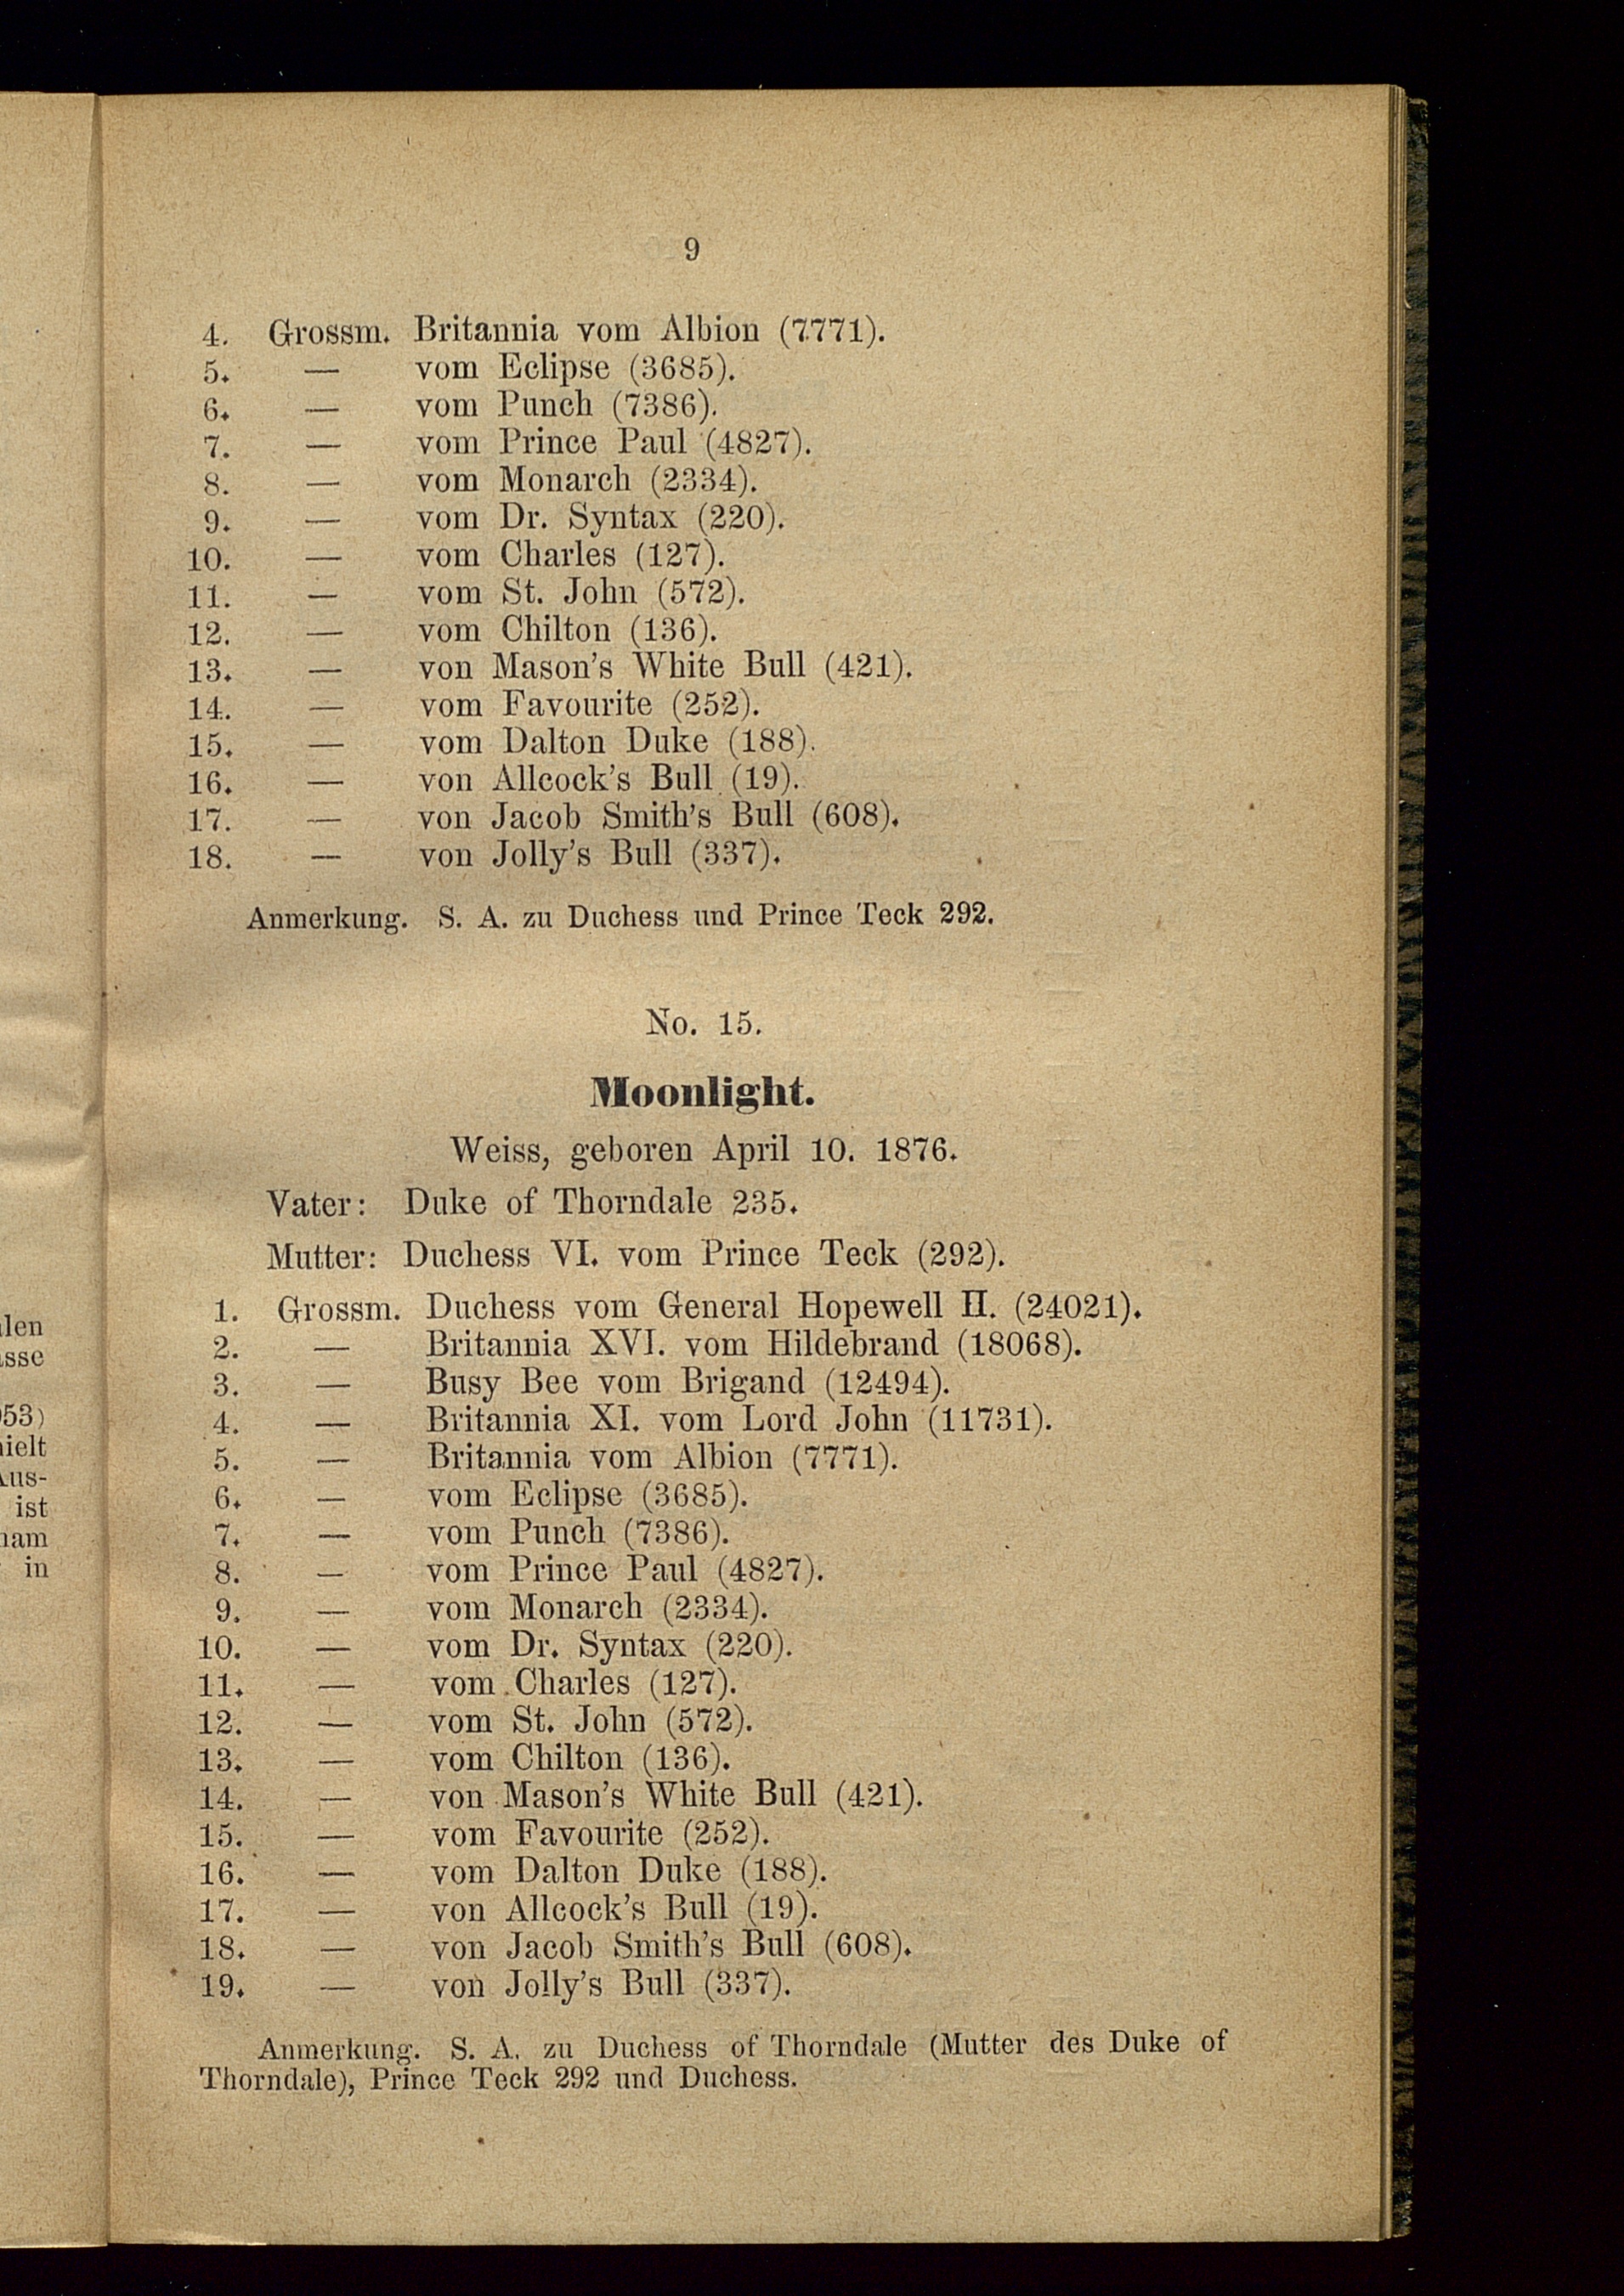 9
4. Grossm. Britannia vom Albion (7771).
5. — vom Eclipse (3685).
6. — vom Punch (7386).
7. — vom Prince Paul (4827).
8. — vom Monarch (2334).
9. — vom Dr. Syntax (220).
10. — vom Charles (127).
11. — vom St. John (572).
12. — vom Chilton (136).
13. — von Mason's White Bull (421).
14. — vom Favourite (252).
15. — vom Dalton Duke (188).
16. — von Allcock's Bull (19).
17. — von Jacob Smith's Bull (608).
18. — von Jolly's Bull (337).
Anmerkung. S. A. zu Duchess und Prince Teck 292.
No. 15.
Moonlight.
Weiss, geboren April 10. 1876.
Vater: Duke of Thorndale 235.
Mutter: Duchess VI. vom Prince Teck (292).
1. Grossm. Duchess vom General Hopewell II. (24021).
2. — Britannia XVI. vom Hildebrand (18068).
3. — Busy Bee vom Brigand (12494).
4. — Britannia XI. vom Lord John (11731).
5. — Britannia vom Albion (7771).
6. — vom Eclipse (3685).
7. — vom Punch (7386).
8. — vom Prince Paul (4827).
9. — vom Monarch (2334).
10. — vom Dr. Syntax (220).
11. — vom Charles (127).
12. — vom St. John (572).
13. — vom Chilton (136).
14. — von Mason's White Bull (421).
15. — vom Favourite (252).
16. — vom Dalton Duke (188).
17. — von Allcock's Bull (19).
18. — von Jacob Smith's Bull (608).
19. — von Jolly's Bull (337).
Anmerkung. S. A. zu Duchess of Thorndale (Mutter des Duke of
Thorndale), Prince Teck 292 und Duchess.